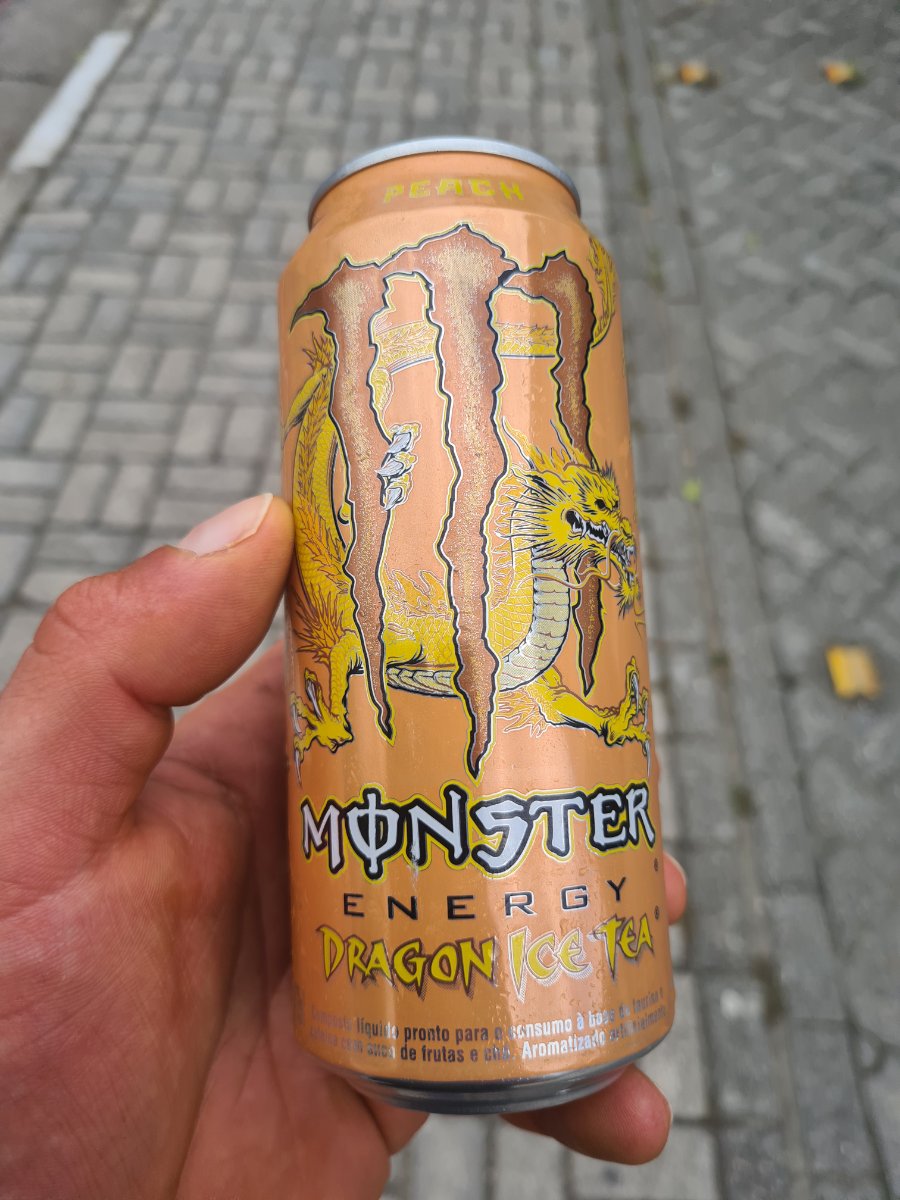 PEACH
MONSTER
ENERGY
DRAGON ICE TEA
Composto líquido pronto para o consumo à base de taurina e
cafeína com suco de frutas e chá. Aromatizado artificialmente